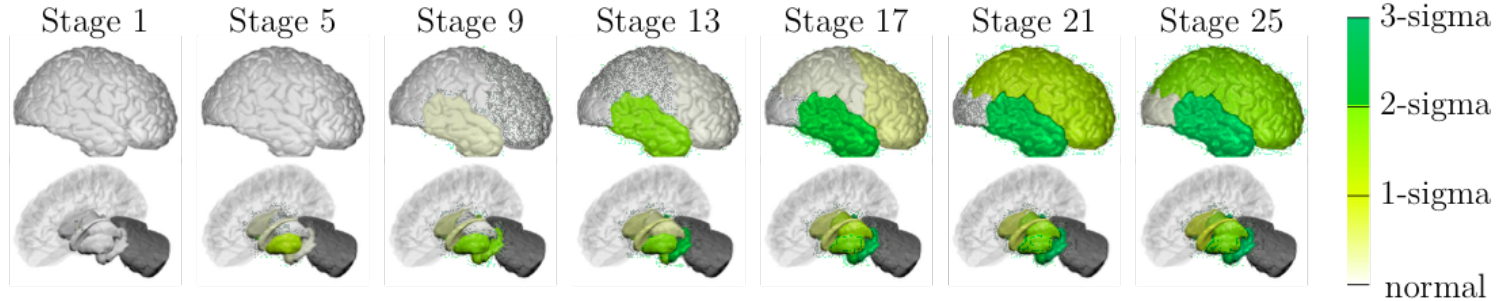 Stage 1
Stage 5
Stage 9
Stage 13
Stage 17
Stage 21
Stage 25
3-sigma
2-sigma
1-sigma
normal